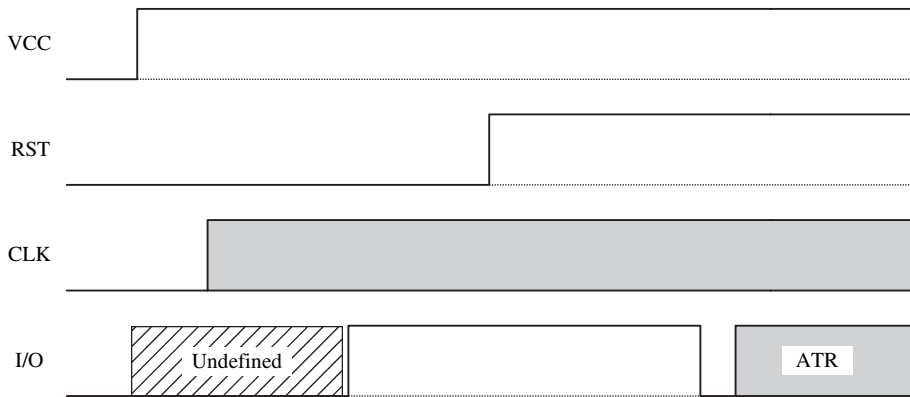 VCC
RST
CLK
I/O
Undefined
ATR